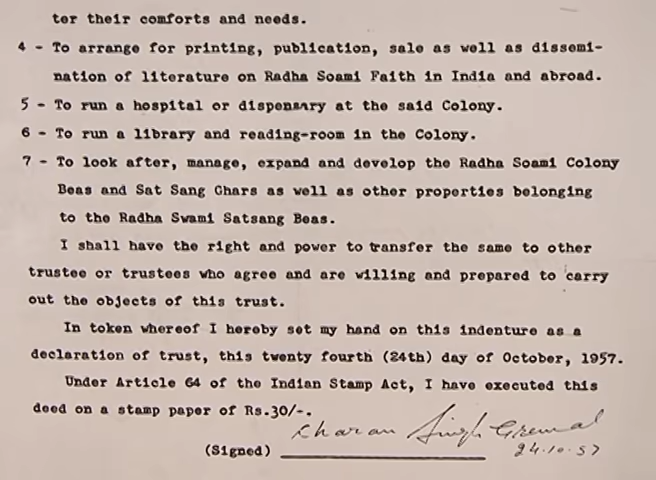 ter their comforts and needs.
4 - To arrange for printing, publication, sale as well as dissemi-
nation of literature on Radha Soami Faith in India and abroad.
5 - To run a hospital or dispensary at the said Colony.
6 - To run a library and reading-room in the Colony.
7 - To look after, manage, expand and develop the Radha Soami Colony
Beas and Sat Sang Ghars as well as other properties belonging
to the Radha Swami Satsang Beas.
I shall have the right and power to transfer the same to other
trustee or trustees who agree and are willing and prepared to carry
out the objects of this trust.
In token whereof I hereby set my hand on this indenture as a
declaration of trust, this twenty fourth (24th) day of October, 1957.
Under Article 64 of the Indian Stamp Act, I have executed this
deed on a stamp paper of Rs.30/-.
Charan Singh Grewal
(Signed)
24.10.57